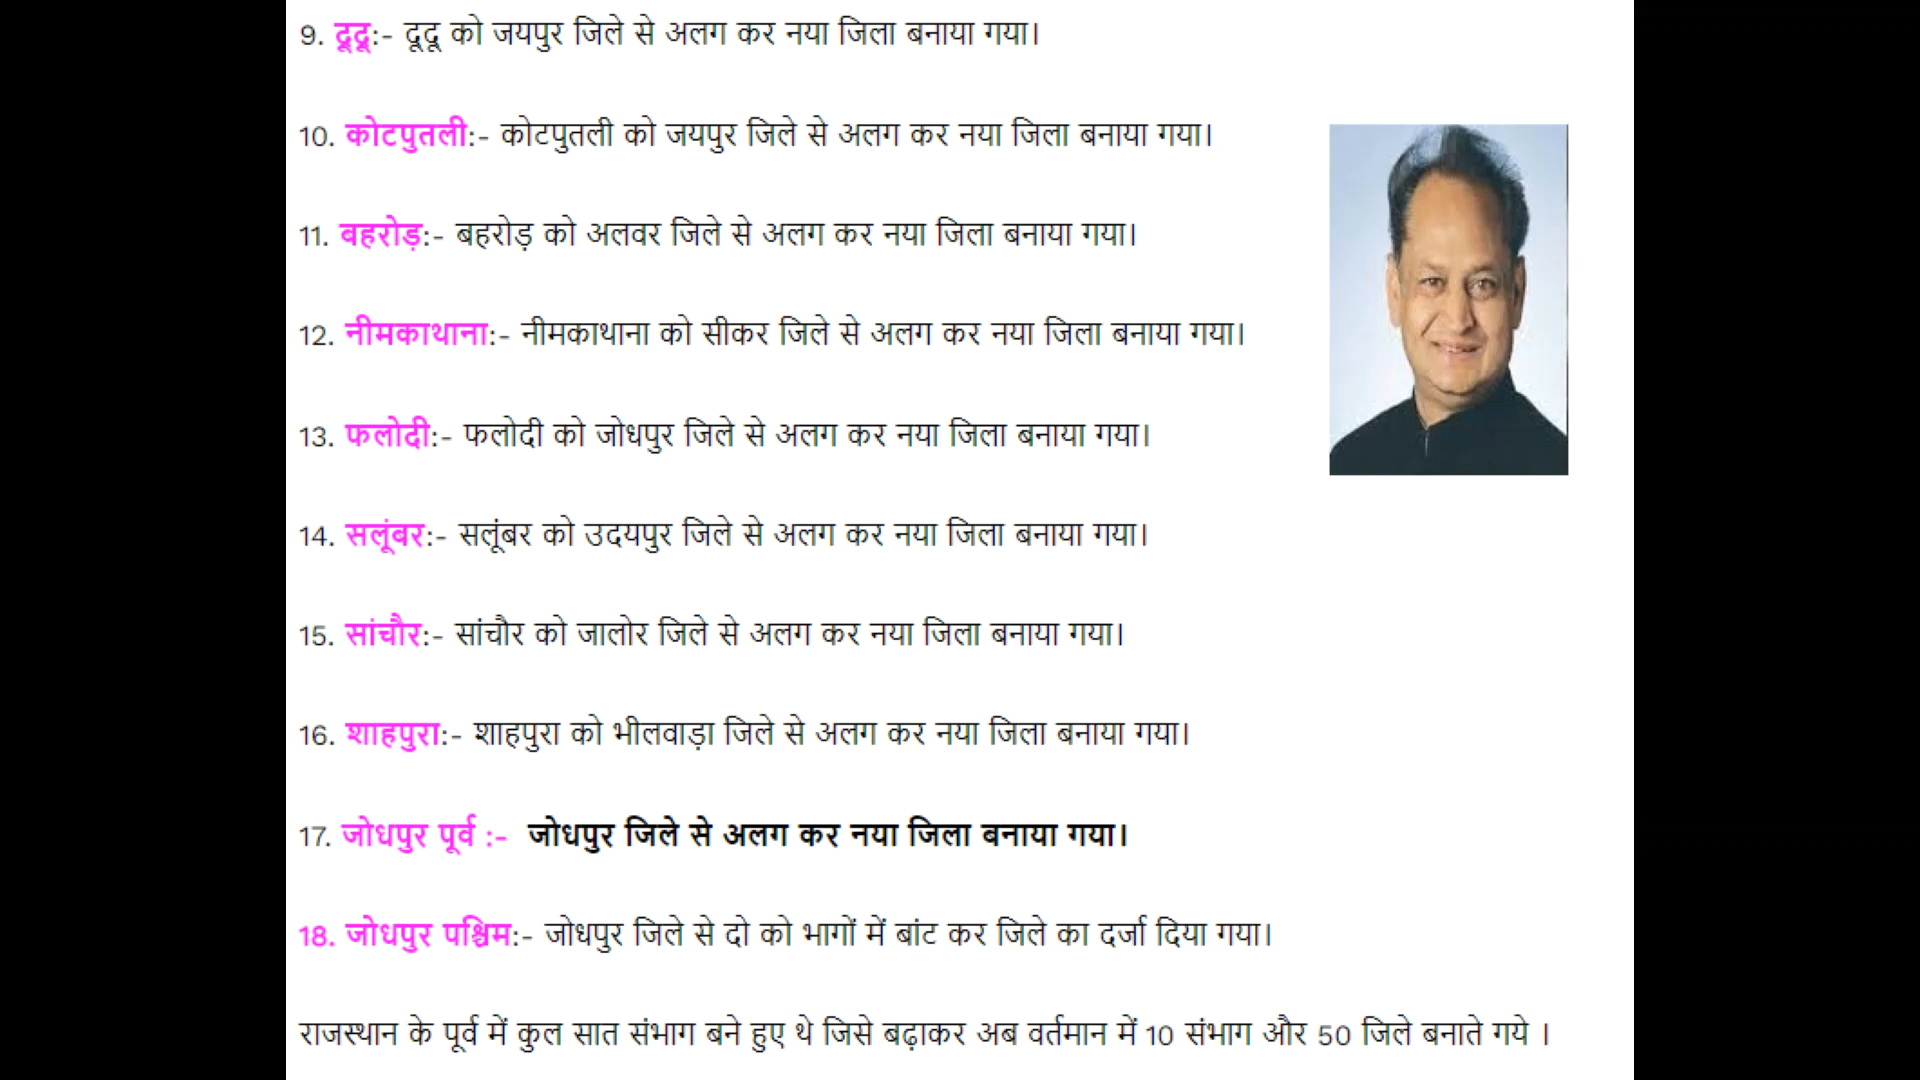 9. दूदू:- दूदू को जयपुर जिले से अलग कर नया जिला बनाया गया।
10. कोटपुतली:- कोटपुतली को जयपुर जिले से अलग कर नया जिला बनाया गया।
11. बहरोड़:- बहरोड़ को अलवर जिले से अलग कर नया जिला बनाया गया।
12. नीमकाथाना:- नीमकाथाना को सीकर जिले से अलग कर नया जिला बनाया गया।
13. फलोदी:- फलोदी को जोधपुर जिले से अलग कर नया जिला बनाया गया।
14. सलूंबर:- सलूंबर को उदयपुर जिले से अलग कर नया जिला बनाया गया।
15. सांचौर:- सांचौर को जालोर जिले से अलग कर नया जिला बनाया गया।
16. शाहपुरा:- शाहपुरा को भीलवाड़ा जिले से अलग कर नया जिला बनाया गया।
17. जोधपुर पूर्व :- जोधपुर जिले से अलग कर नया जिला बनाया गया।
18. जोधपुर पश्चिम:- जोधपुर जिले से दो को भागों में बांट कर जिले का दर्जा दिया गया।
राजस्थान के पूर्व में कुल सात संभाग बने हुए थे जिसे बढ़ाकर अब वर्तमान में 10 संभाग और 50 जिले बनाते गये ।